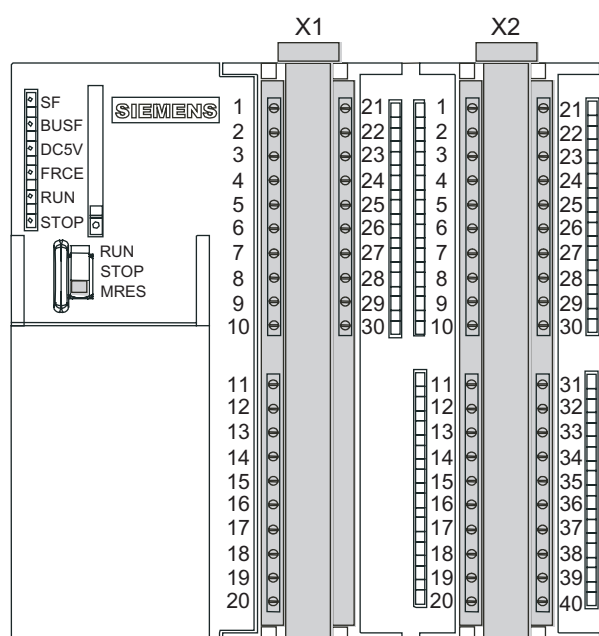 X1 X2
SF
BUSF
DC5V
FRCE
RUN
STOP
SIEMENS
RUN
STOP
MRES
1 21 1 21
2 22 2 22
3 23 3 23
4 24 4 24
5 25 5 25
6 26 6 26
7 27 7 27
8 28 8 28
9 29 9 29
10 30 10 30
11 11 31
12 12 32
13 13 33
14 14 34
15 15 35
16 16 36
17 17 37
18 18 38
19 19 39
20 20 40